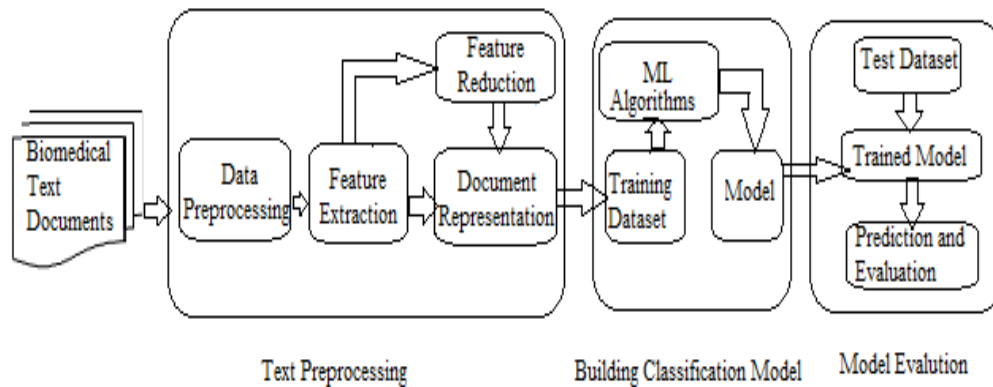 Biomedical
Text
Documents
Data
Preprocessing
Feature
Extraction
Feature
Reduction
Document
Representation
Text Preprocessing
ML
Algorithms
Training
Dataset
Model
Building Classification Model
Test Dataset
Trained Model
Prediction and
Evaluation
Model Evalution